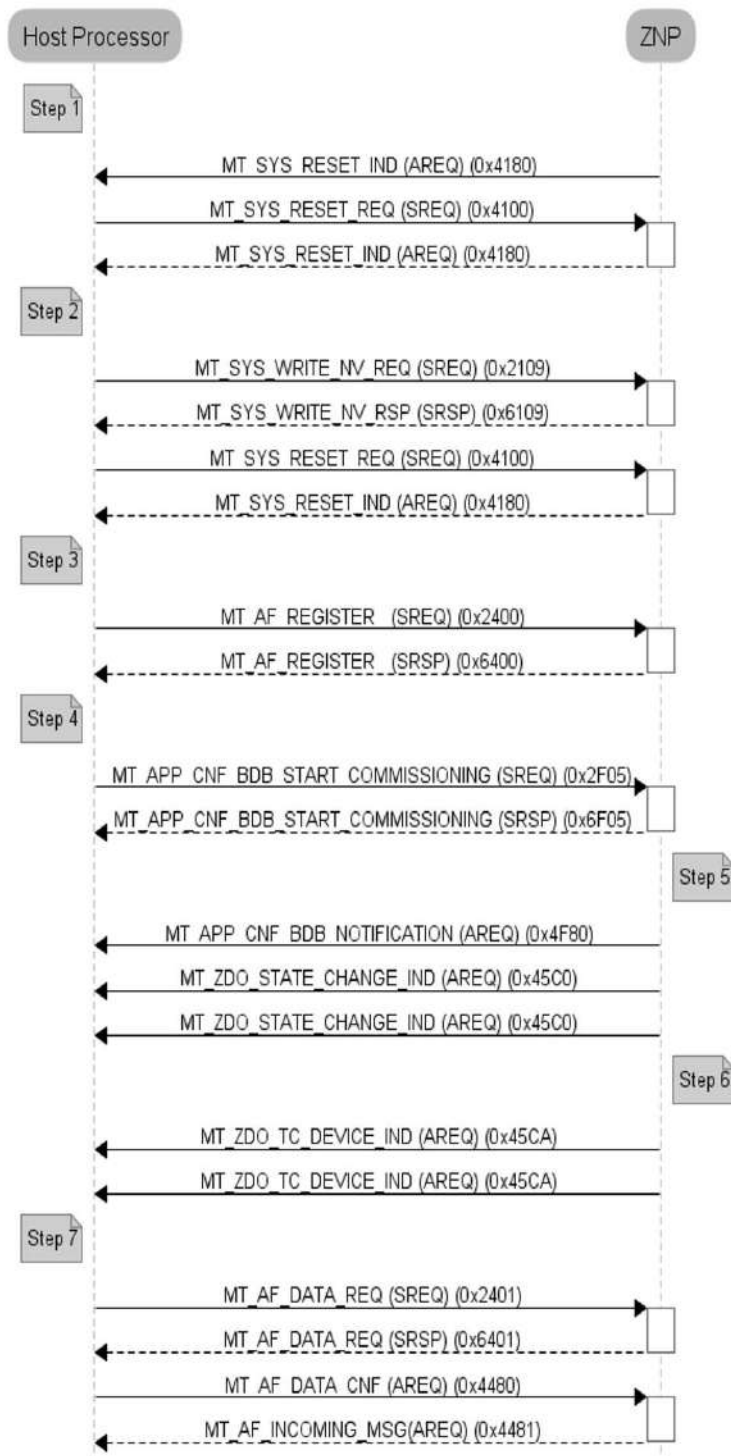 Host Processor
ZNP
Step 1
MT_SYS_RESET_IND (AREQ) (0x4180)
MT_SYS_RESET_REQ (SREQ) (0x4100)
MT_SYS_RESET_IND (AREQ) (0x4180)
Step 2
MT_SYS_WRITE_NV_REQ (SREQ) (0x2109)
MT_SYS_WRITE_NV_RSP (SRSP) (0x6109)
MT_SYS_RESET_REQ (SREQ) (0x4100)
MT_SYS_RESET_IND (AREQ) (0x4180)
Step 3
MT_AF_REGISTER (SREQ) (0x2400)
MT_AF_REGISTER (SRSP) (0x6400)
Step 4
MT_APP_CNF_BDB_START_COMMISSIONING (SREQ) (0x2F05)
MT_APP_CNF_BDB_START_COMMISSIONING (SRSP) (0x6F05)
Step 5
MT_APP_CNF_BDB_NOTIFICATION (AREQ) (0x4F80)
MT_ZDO_STATE_CHANGE_IND (AREQ) (0x45C0)
MT_ZDO_STATE_CHANGE_IND (AREQ) (0x45C0)
Step 6
MT_ZDO_TC_DEVICE_IND (AREQ) (0x45CA)
MT_ZDO_TC_DEVICE_IND (AREQ) (0x45CA)
Step 7
MT_AF_DATA_REQ (SREQ) (0x2401)
MT_AF_DATA_REQ (SRSP) (0x6401)
MT_AF_DATA_CNF (AREQ) (0x4480)
MT_AF_INCOMING_MSG(AREQ) (0x4481)